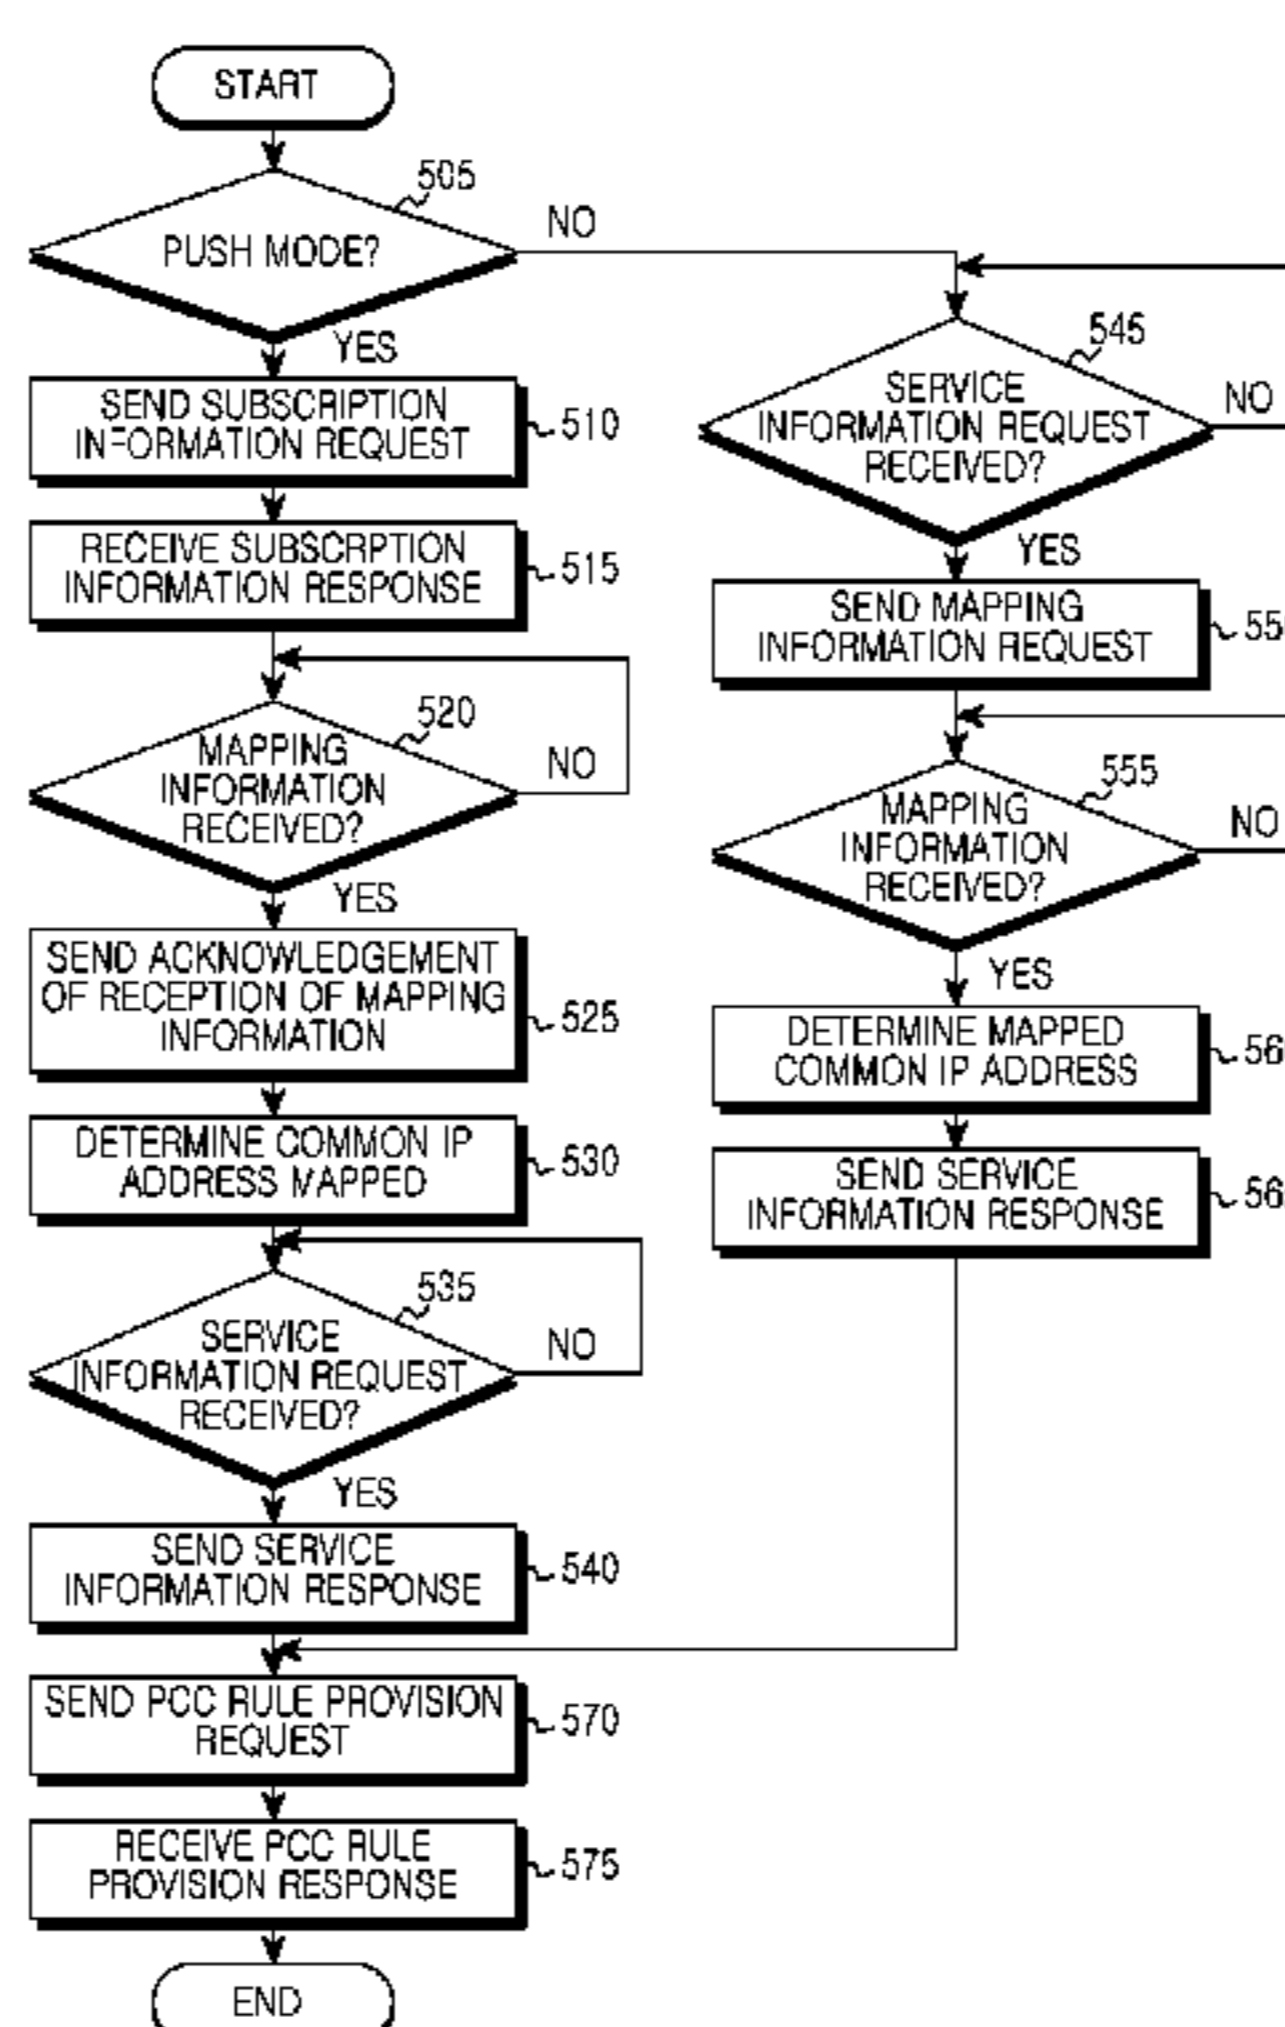 START
505
PUSH MODE?
NO
YES
SEND SUBSCRIPTION
INFORMATION REQUEST
510
RECEIVE SUBSCRPTION
INFORMATION RESPONSE
515
520
MAPPING
INFORMATION
RECEIVED?
NO
YES
SEND ACKNOWLEDGEMENT
OF RECEPTION OF MAPPING
INFORMATION
525
DETERMINE COMMON IP
ADDRESS MAPPED
530
535
SERVICE
INFORMATION REQUEST
RECEIVED?
NO
YES
SEND SERVICE
INFORMATION RESPONSE
540
545
SERVICE
INFORMATION REQUEST
RECEIVED?
NO
YES
SEND MAPPING
INFORMATION REQUEST
555
MAPPING
INFORMATION
RECEIVED?
NO
YES
DETERMINE MAPPED
COMMON IP ADDRESS
SEND SERVICE
INFORMATION RESPONSE
SEND PCC RULE PROVISION
REQUEST
570
RECEIVE PCC RULE
PROVISION RESPONSE
575
END